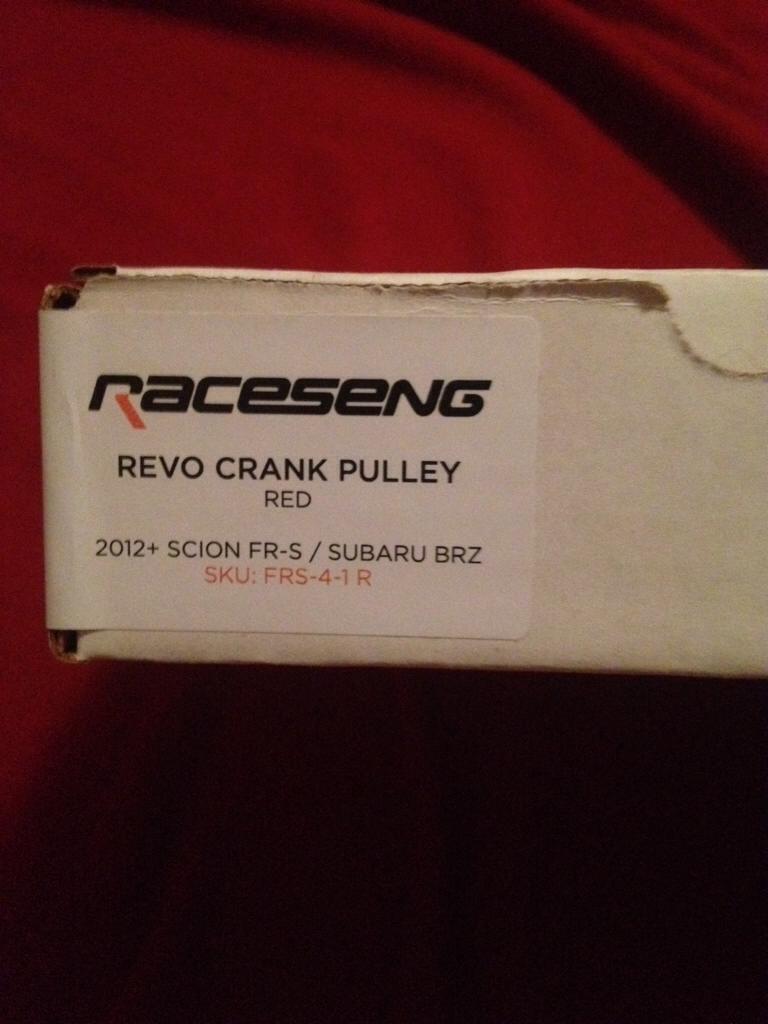 RACESENG
REVO CRANK PULLEY
RED
2012+ SCION FR-S / SUBARU BRZ
SKU: FRS-4-1 R